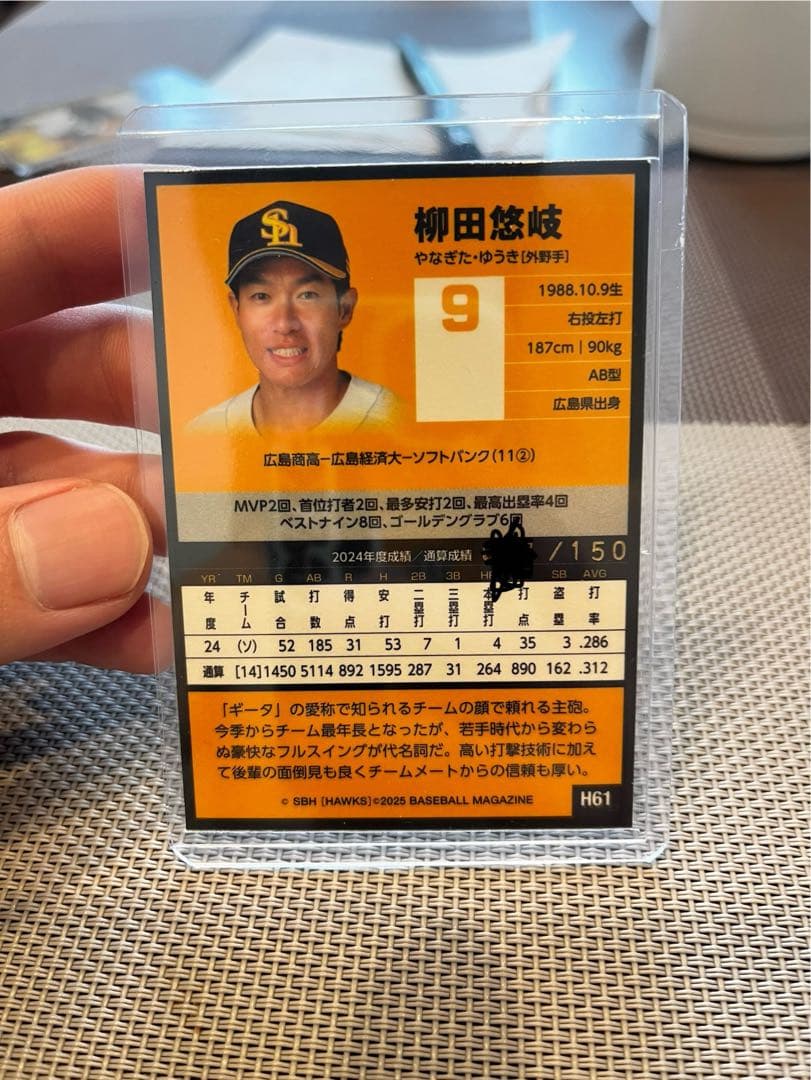 柳田悠岐
やなぎた・ゆうき[外野手]
9
1988.10.9生
右投左打
187cm | 90kg
AB型
広島県出身
広島商高ー広島経済大ーソフトバンク(11②)
MVP2回、首位打者2回、最多安打2回、最高出塁率4回
ベストナイン8回、ゴールデングラブ6回
2024年度成績/通算成績
/150
YR TM G AB R H 2B 3B SB AVG
年度 チーム 試合 打数 得点 安打 二塁打 三塁打 本塁打 打点 盗塁 打率
24 (ソ) 52 185 31 53 7 1 4 35 3 .286
通算 [14] 1450 5114 892 1595 287 31 264 890 162 .312
「ギータ」の愛称で知られるチームの顔で頼れる主砲。
今季からチーム最年長となったが、若手時代から変わら
ぬ豪快なフルスイングが代名詞だ。高い打撃技術に加え
て後輩の面倒見も良くチームメートからの信頼も厚い。
© SBH [HAWKS]©2025 BASEBALL MAGAZINE
H61